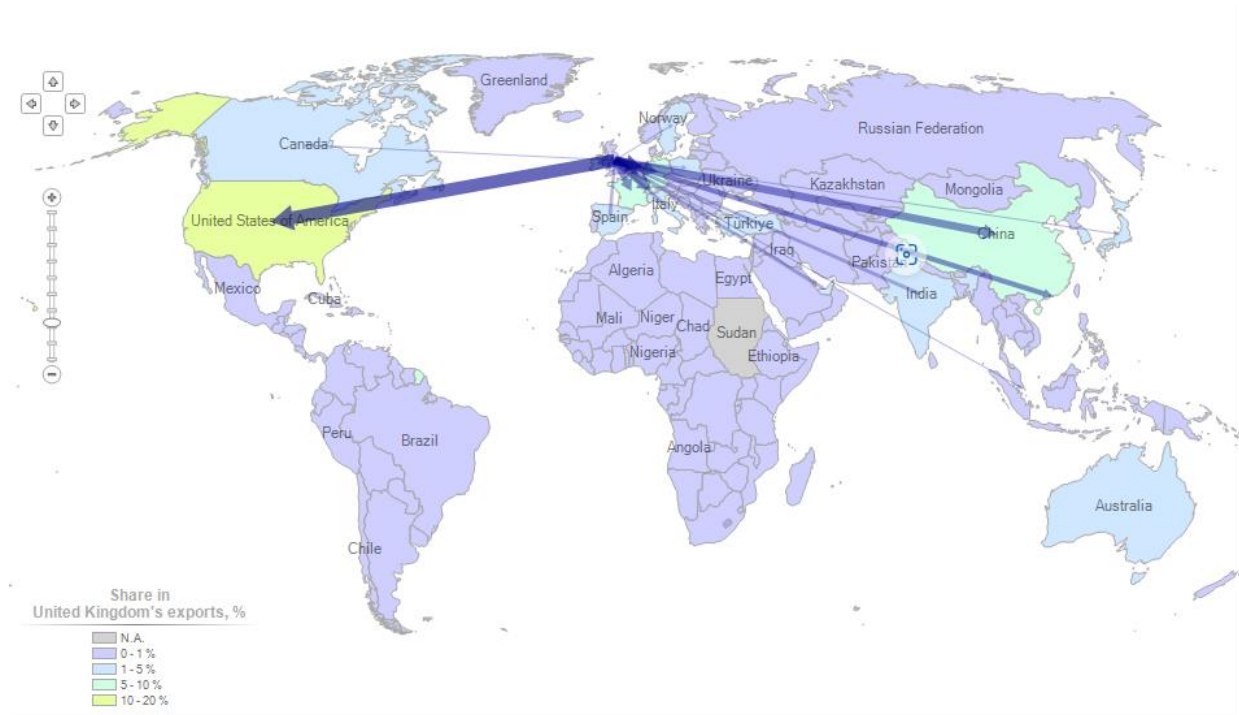 Greenland
Norway
Russian Federation
Canada
Ukraine
Kazakhstan
Mongolia
United States of America
Spain
Italy
Türkiye
China
Iraq
Pakistan
Mexico
Cuba
Algeria
Egypt
India
Mali
Niger
Chad
Sudan
Nigeria
Ethiopia
Peru
Brazil
Angola
Australia
Chile
Share in
United Kingdom's exports, %
N.A.
0 - 1 %
1 - 5 %
5 - 10 %
10 - 20 %